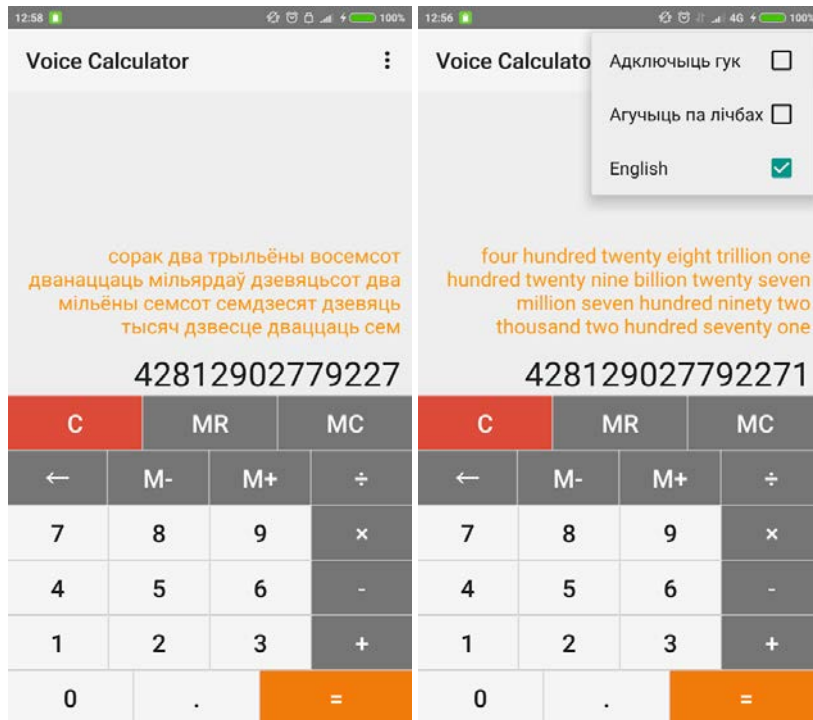 12:58
100%
Voice Calculator
сорак два трыльёны восемсот
дванаццаць мільярдаў дзевяцьсот два
мільёны семсот семдзесят дзевяць
тысяч дзвесце дваццаць сем
42812902779227
C MR MC
← M- M+ ÷
7 8 9 ×
4 5 6 -
1 2 3 +
0 . =
12:56
4G 100%
Voice Calculato
Адключыць гук
Агучыць па лічбах
English
four hundred twenty eight trillion one
hundred twenty nine billion twenty seven
million seven hundred ninety two
thousand two hundred seventy one
428129027792271
C MR MC
← M- M+ ÷
7 8 9 ×
4 5 6 -
1 2 3 +
0 . =